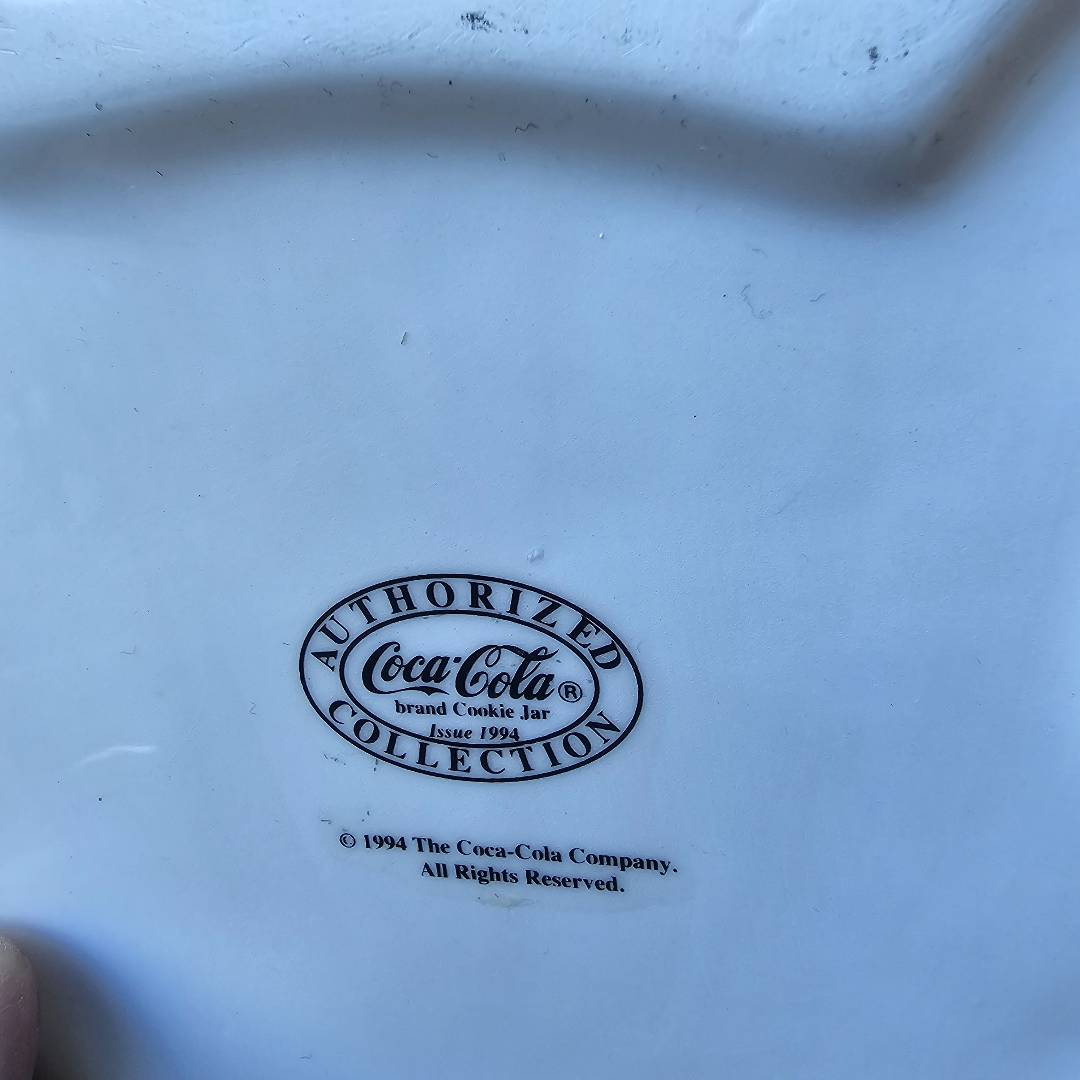 AUTHORIZED
Coca-Cola®
brand Cookie Jar
Issue 1994
COLLECTION
© 1994 The Coca-Cola Company.
All Rights Reserved.